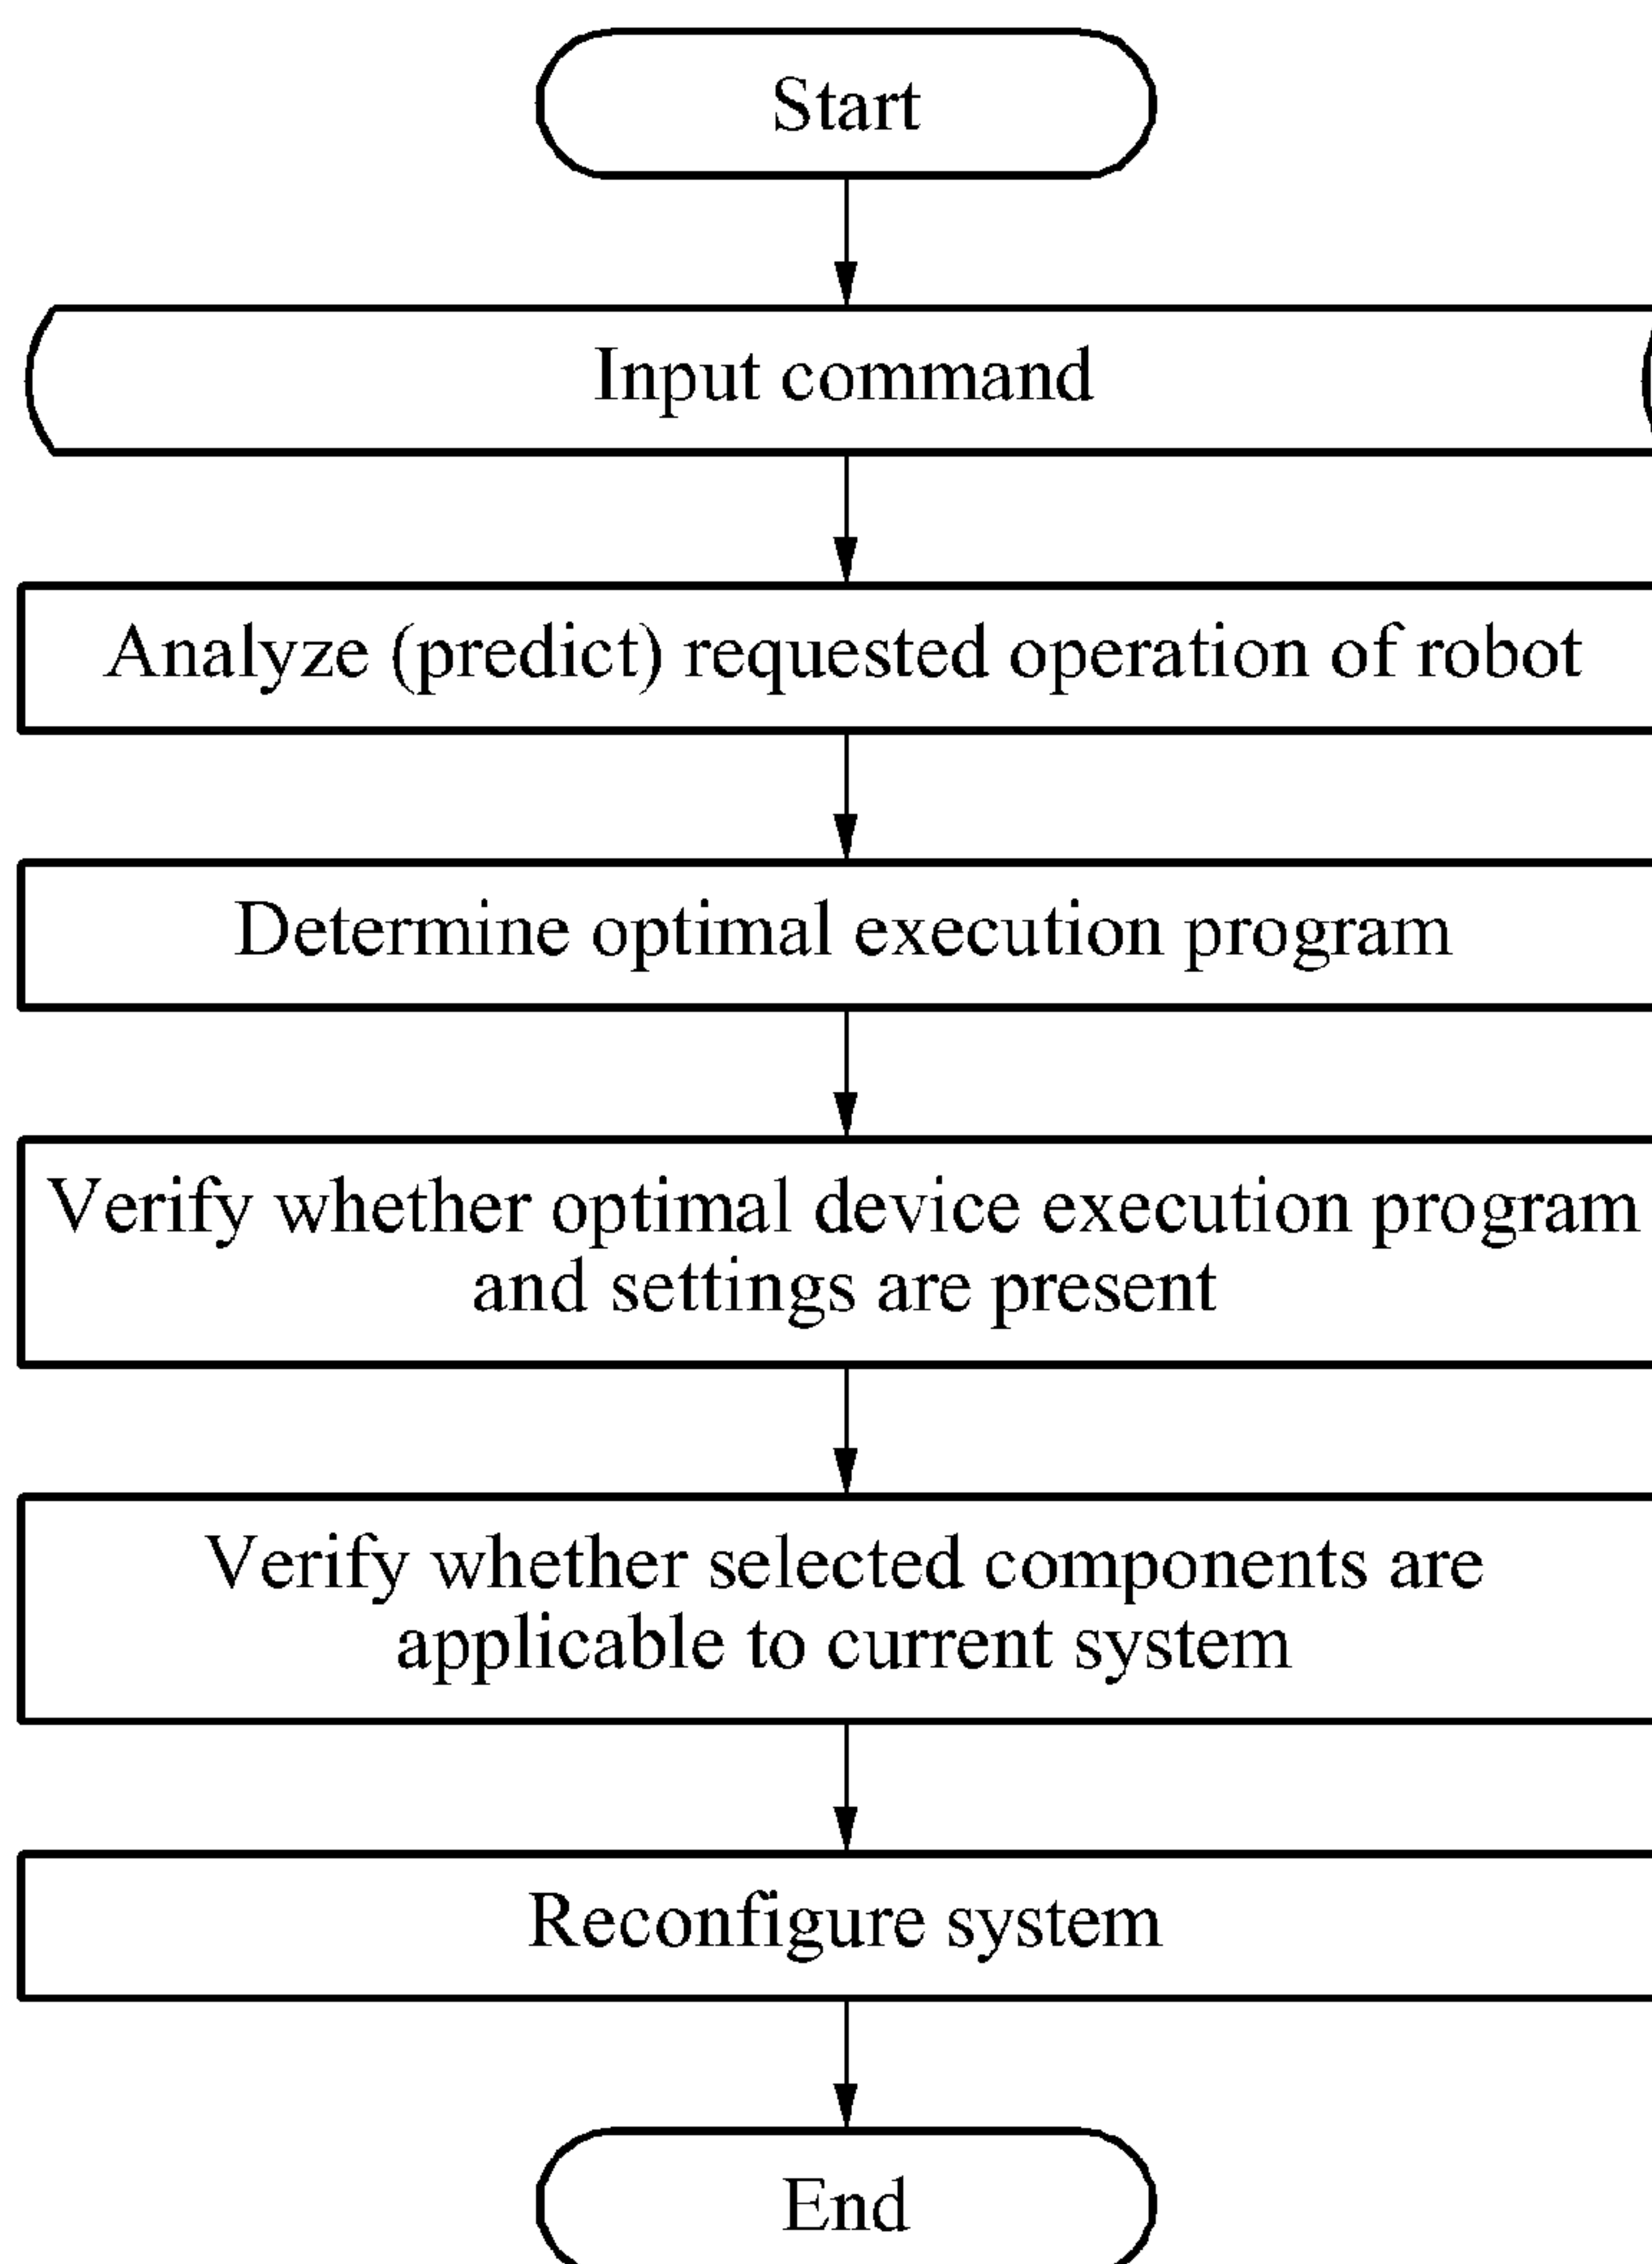 Start
Input command
Analyze (predict) requested operation of robot
Determine optimal execution program
Verify whether optimal device execution program
and settings are present
Verify whether selected components are
applicable to current system
Reconfigure system
End